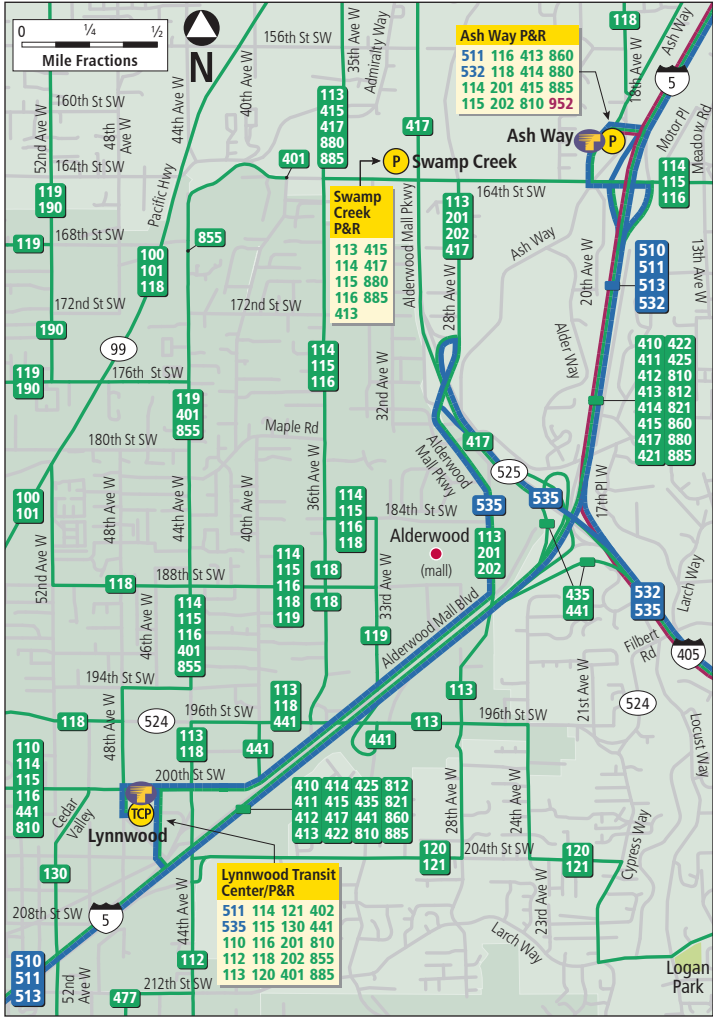 0 ¼ ½
Mile Fractions
N
156th St SW
35th Ave W
Admiralty Way
40th Ave W
44th Ave W
48th Ave W
52nd Ave W
160th St SW
164th St SW
119
190
119
168th St SW
Pacific Hwy
100
101
118
172nd St SW
190
99
119
190
176th St SW
401
855
172nd St SW
113
415
417
880
885
417
P Swamp Creek
Swamp
Creek
P&R
113 415
114 417
115 880
116 885
413
Alderwood Mall Pkwy
Ash Way P&R
511 116 413 860
532 118 414 880
114 201 415 885
115 202 810 952
Ash Way
P
118
18th Ave W
Ash Way
5
Motor Pl
Meadow Rd
164th St SW
114
115
116
113
201
202
417
28th Ave W
Ash Way
20th Ave W
13th Ave W
510
511
513
532
Alder Way
410 422
411 425
412 810
413 812
414 821
415 860
417 880
421 885
17th Pl W
114
115
116
32nd Ave W
119
401
855
180th St SW
Maple Rd
36th Ave W
40th Ave W
44th Ave W
48th Ave W
100
101
52nd Ave W
417
Alderwood
Mall Pkwy
525
535
535
184th St SW
114
115
116
118
Alderwood
(mall)
113
201
202
188th St SW
118
114
115
116
118
119
118
118
33rd Ave W
119
Alderwood Mall Blvd
435
441
532
535
Larch Way
Filbert
Rd
405
46th Ave W
114
115
116
401
855
194th St SW
48th Ave W
118
524
196th St SW
113
118
441
113
118
441
441
113
113
196th St SW
21st Ave W
524
Locust Way
110
114
115
116
441
810
Cedar
Valley
200th St SW
TCP
Lynnwood
410 414 425 812
411 415 435 821
412 417 441 860
413 422 810 885
28th Ave W
24th Ave W
120
121
204th St SW
120
121
Cypress Way
23rd Ave W
Larch Way
130
208th St SW
5
510
511
513
52nd
Ave W
44th Ave W
112
212th St SW
477
Lynnwood Transit
Center/P&R
511 114 121 402
535 115 130 441
110 116 201 810
112 118 202 855
113 120 401 885
Logan
Park